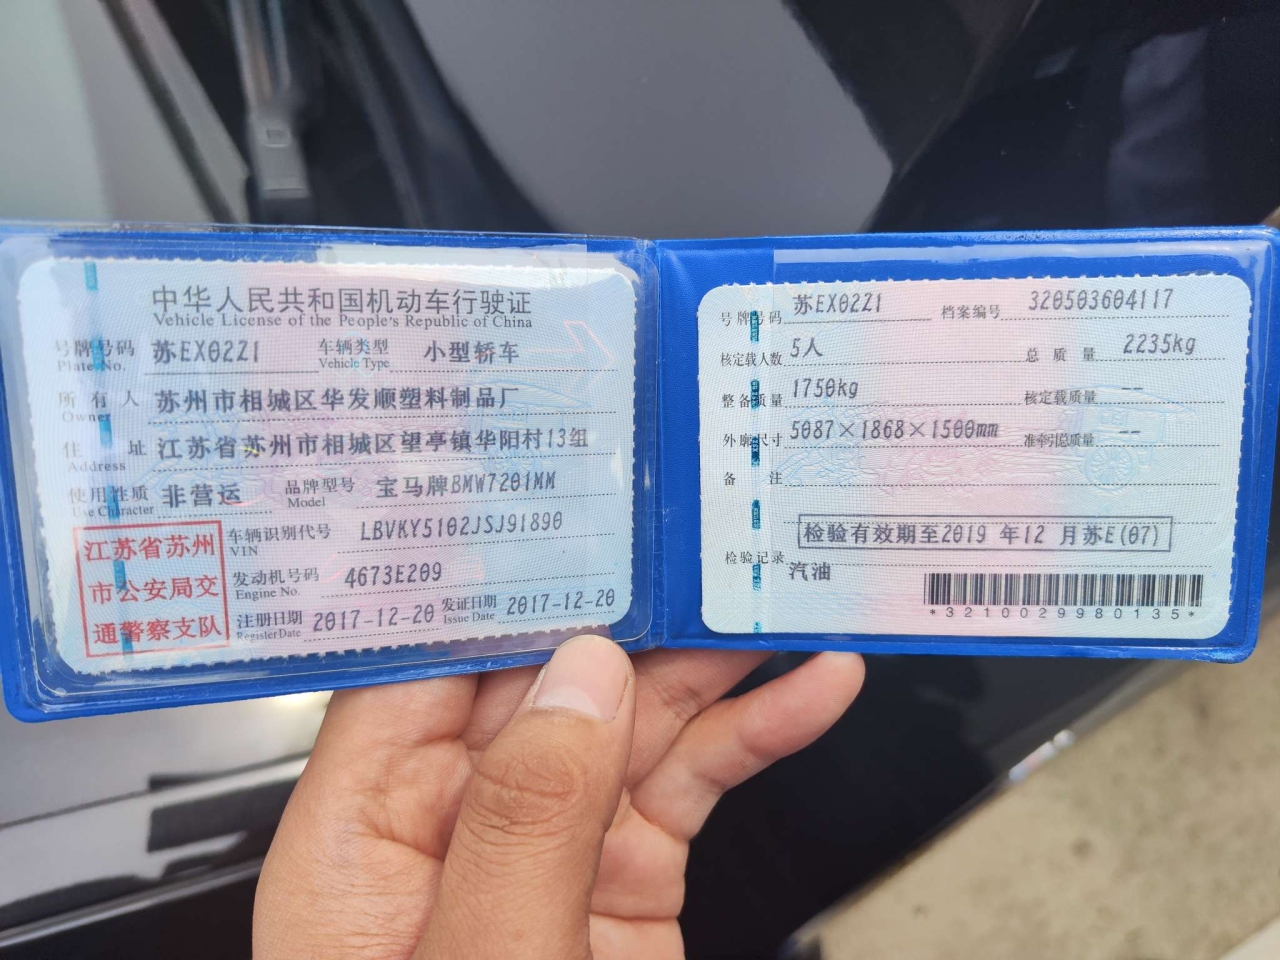 中华人民共和国机动车行驶证
Vehicle License of the People's Republic of China
号牌号码 苏EX02Z1 车辆类型 小型轿车
Plate No. Vehicle Type
所有人 苏州市相城区华发顺塑料制品厂
Owner
住址 江苏省苏州市相城区望亭镇华阳村13组
Address
使用性质 非营运 品牌型号 宝马牌BMW7201MM
Use Character Model
江苏省苏州
市公安局交
通警察支队
车辆识别代号 LBVKY5102JSJ91890
VIN
发动机号码 4673E209
Engine No.
注册日期 2017-12-20 发证日期 2017-12-20
Register Date Issue Date
号牌号码 苏EX02Z1 档案编号 320503604117
核定载人数 5人 总质量 2235kg
整备质量 1750kg 核定载质量 --
外廓尺寸 5087×1868×1500mm 准牵引总质量 --
备注
检验有效期至2019 年12 月苏E(07)
检验记录
汽油
*3210029980135*